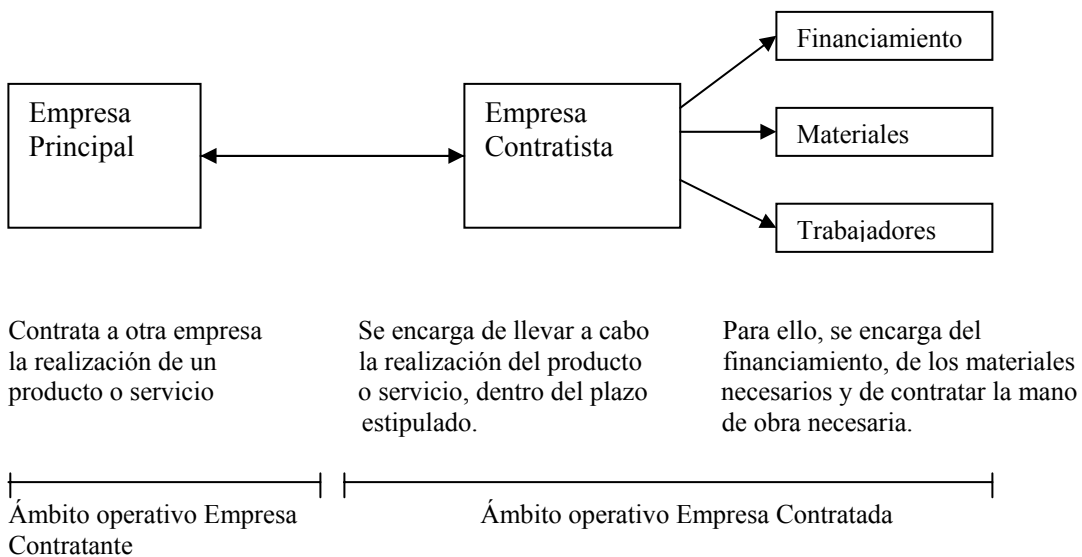 Financiamiento
Empresa
Principal
Empresa
Contratista
Materiales
Trabajadores
Contrata a otra empresa
la realización de un
producto o servicio
Se encarga de llevar a cabo
la realización del producto
o servicio, dentro del plazo
estipulado.
Para ello, se encarga del
financiamiento, de los materiales
necesarios y de contratar la mano
de obra necesaria.
Ámbito operativo Empresa
Contratante
Ámbito operativo Empresa Contratada